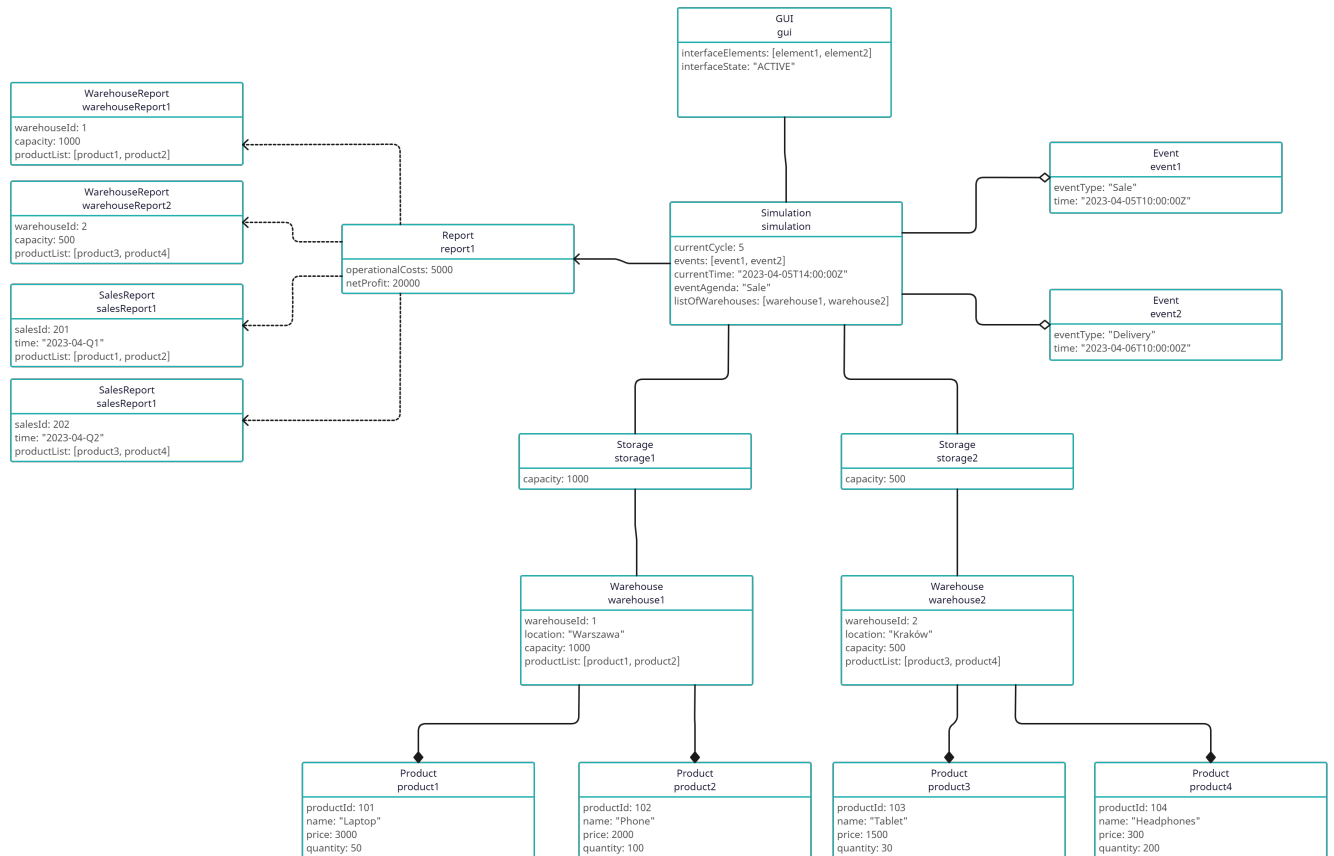 GUI
gui
interfaceElements: [element1, element2]
interfaceState: "ACTIVE"
WarehouseReport
warehouseReport1
warehouseId: 1
capacity: 1000
productList: [product1, product2]
WarehouseReport
warehouseReport2
warehouseId: 2
capacity: 500
productList: [product3, product4]
SalesReport
salesReport1
salesId: 201
time: "2023-04-Q1"
productList: [product1, product2]
SalesReport
salesReport1
salesId: 202
time: "2023-04-Q2"
productList: [product3, product4]
Report
report1
operationalCosts: 5000
netProfit: 20000
Simulation
simulation
currentCycle: 5
events: [event1, event2]
currentTime: "2023-04-05T14:00:00Z"
eventAgenda: "Sale"
listOfWarehouses: [warehouse1, warehouse2]
Event
event1
eventType: "Sale"
time: "2023-04-05T10:00:00Z"
Event
event2
eventType: "Delivery"
time: "2023-04-06T10:00:00Z"
Storage
storage1
capacity: 1000
Storage
storage2
capacity: 500
Warehouse
warehouse1
warehouseId: 1
location: "Warszawa"
capacity: 1000
productList: [product1, product2]
Warehouse
warehouse2
warehouseId: 2
location: "Kraków"
capacity: 500
productList: [product3, product4]
Product
product1
productId: 101
name: "Laptop"
price: 3000
quantity: 50
Product
product2
productId: 102
name: "Phone"
price: 2000
quantity: 100
Product
product3
productId: 103
name: "Tablet"
price: 1500
quantity: 30
Product
product4
productId: 104
name: "Headphones"
price: 300
quantity: 200